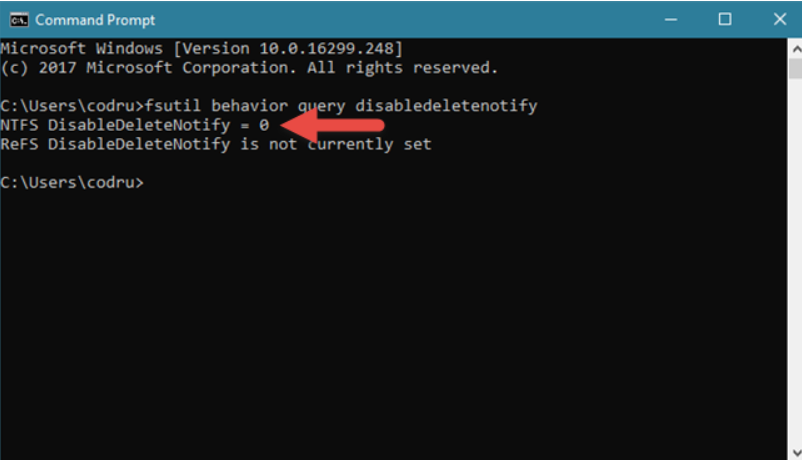 Command Prompt
Microsoft Windows [Version 10.0.16299.248]
(c) 2017 Microsoft Corporation. All rights reserved.
C:\Users\codru>fsutil behavior query disabledeletenotify
NTFS DisableDeleteNotify = 0
ReFS DisableDeleteNotify is not currently set
C:\Users\codru>